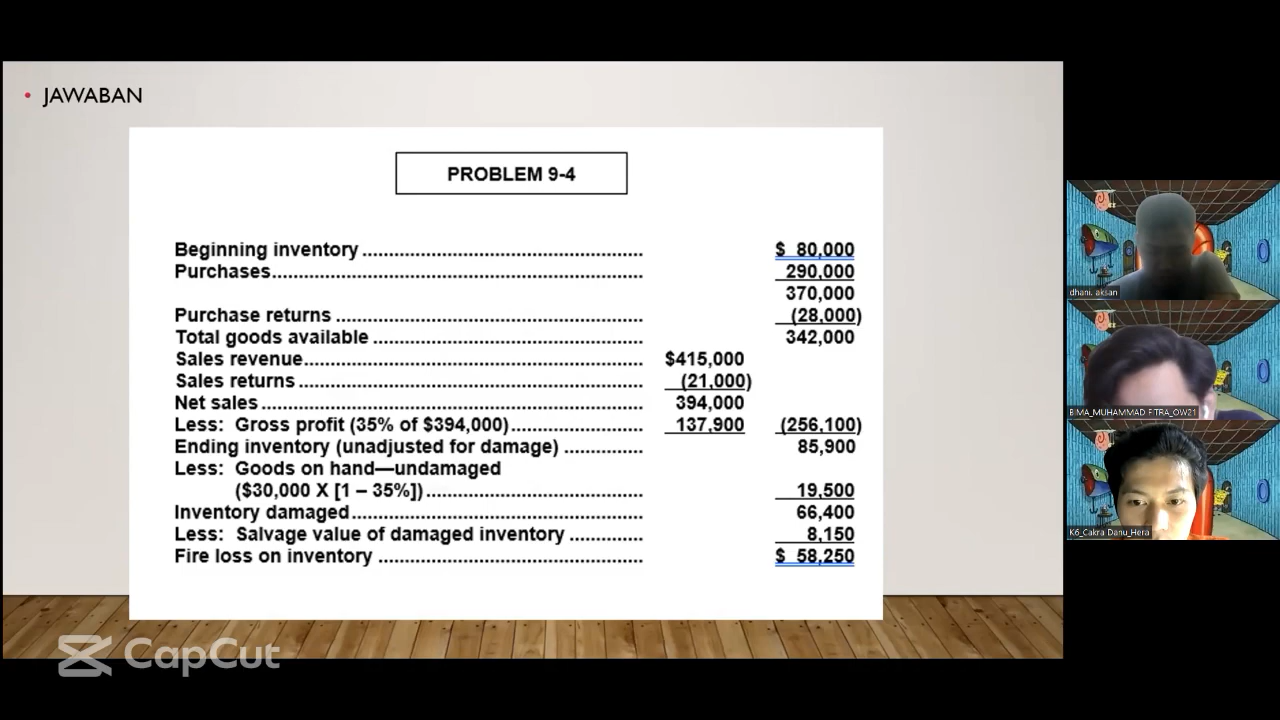 • JAWABAN
PROBLEM 9-4
Beginning inventory ........ $ 80,000
Purchases........ 290,000
370,000
Purchase returns ........ (28,000)
Total goods available ........ 342,000
Sales revenue........ $415,000
Sales returns ........ (21,000)
Net sales ........ 394,000
Less: Gross profit (35% of $394,000)........ 137,900 (256,100)
Ending inventory (unadjusted for damage) ........ 85,900
Less: Goods on hand—undamaged
($30,000 X [1 – 35%]) ........ 19,500
Inventory damaged........ 66,400
Less: Salvage value of damaged inventory ........ 8,150
Fire loss on inventory ........ $ 58,250
CapCut
dhani. aksan
BIMA_MUHAMMAD FITRA_OW21
K6_Cakra Danu_Hera